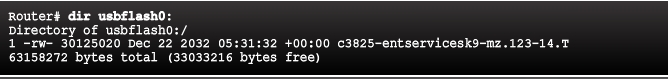 Router# dir usbflash0:
Directory of usbflash0:/
1 -rw- 30125020 Dec 22 2032 05:31:32 +00:00 c3825-entservicesk9-mz.123-14.T
63158272 bytes total (33033216 bytes free)